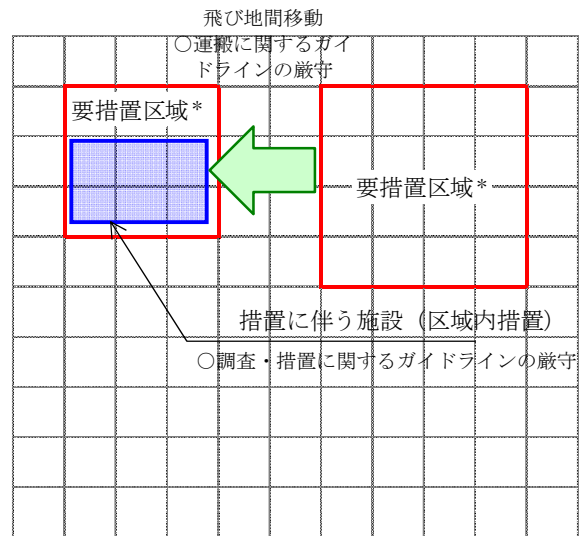 飛び地間移動
○運搬に関するガイ
ドラインの厳守
要措置区域*
要措置区域*
措置に伴う施設（区域内措置）
○調査・措置に関するガイドラインの厳守